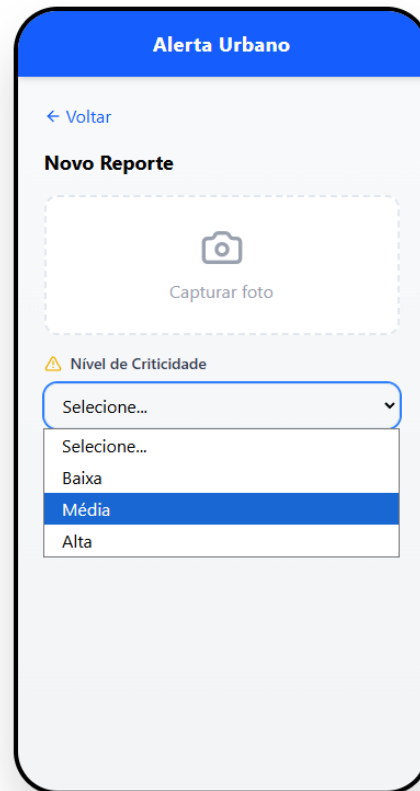 Alerta Urbano
← Voltar
Novo Reporte
Capturar foto
Nível de Criticidade
Selecione...
Selecione...
Baixa
Média
Alta